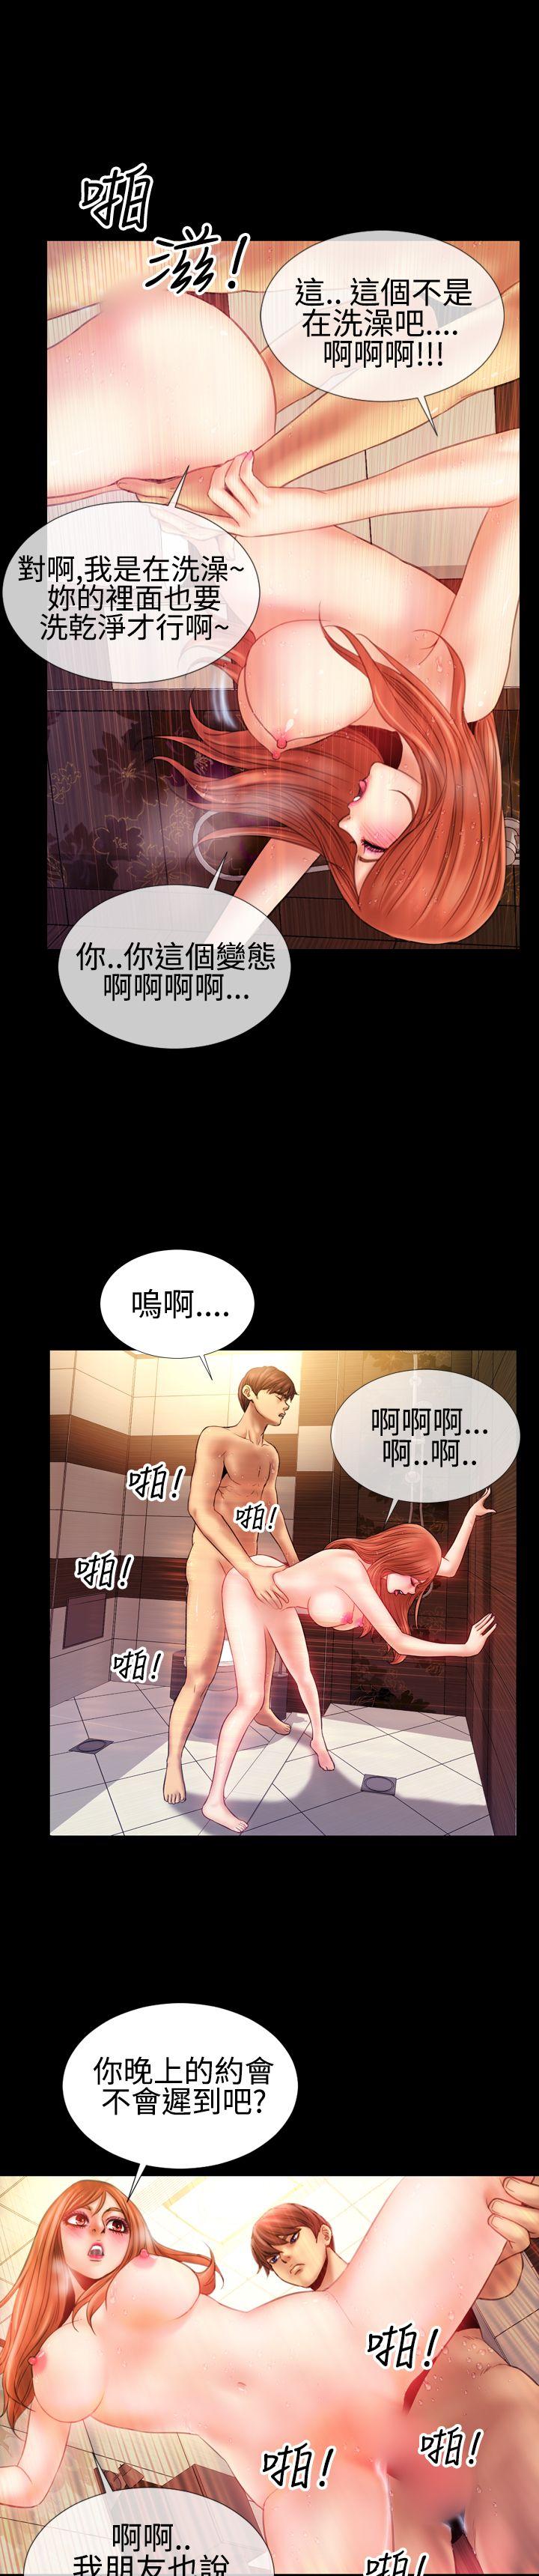 啪
滋!
這.. 這個不是
在洗澡吧....
啊啊啊!!!
對啊,我是在洗澡~
妳的裡面也要
洗乾淨才行啊~
你..你這個變態
啊啊啊啊...
嗚啊....
啊啊啊...
啊..啊..
啪!
啪!
啪!
啪!
你晚上的約會
不會遲到吧?
啪!
啪!
啪!
啊啊..
我朋友也說
啪!